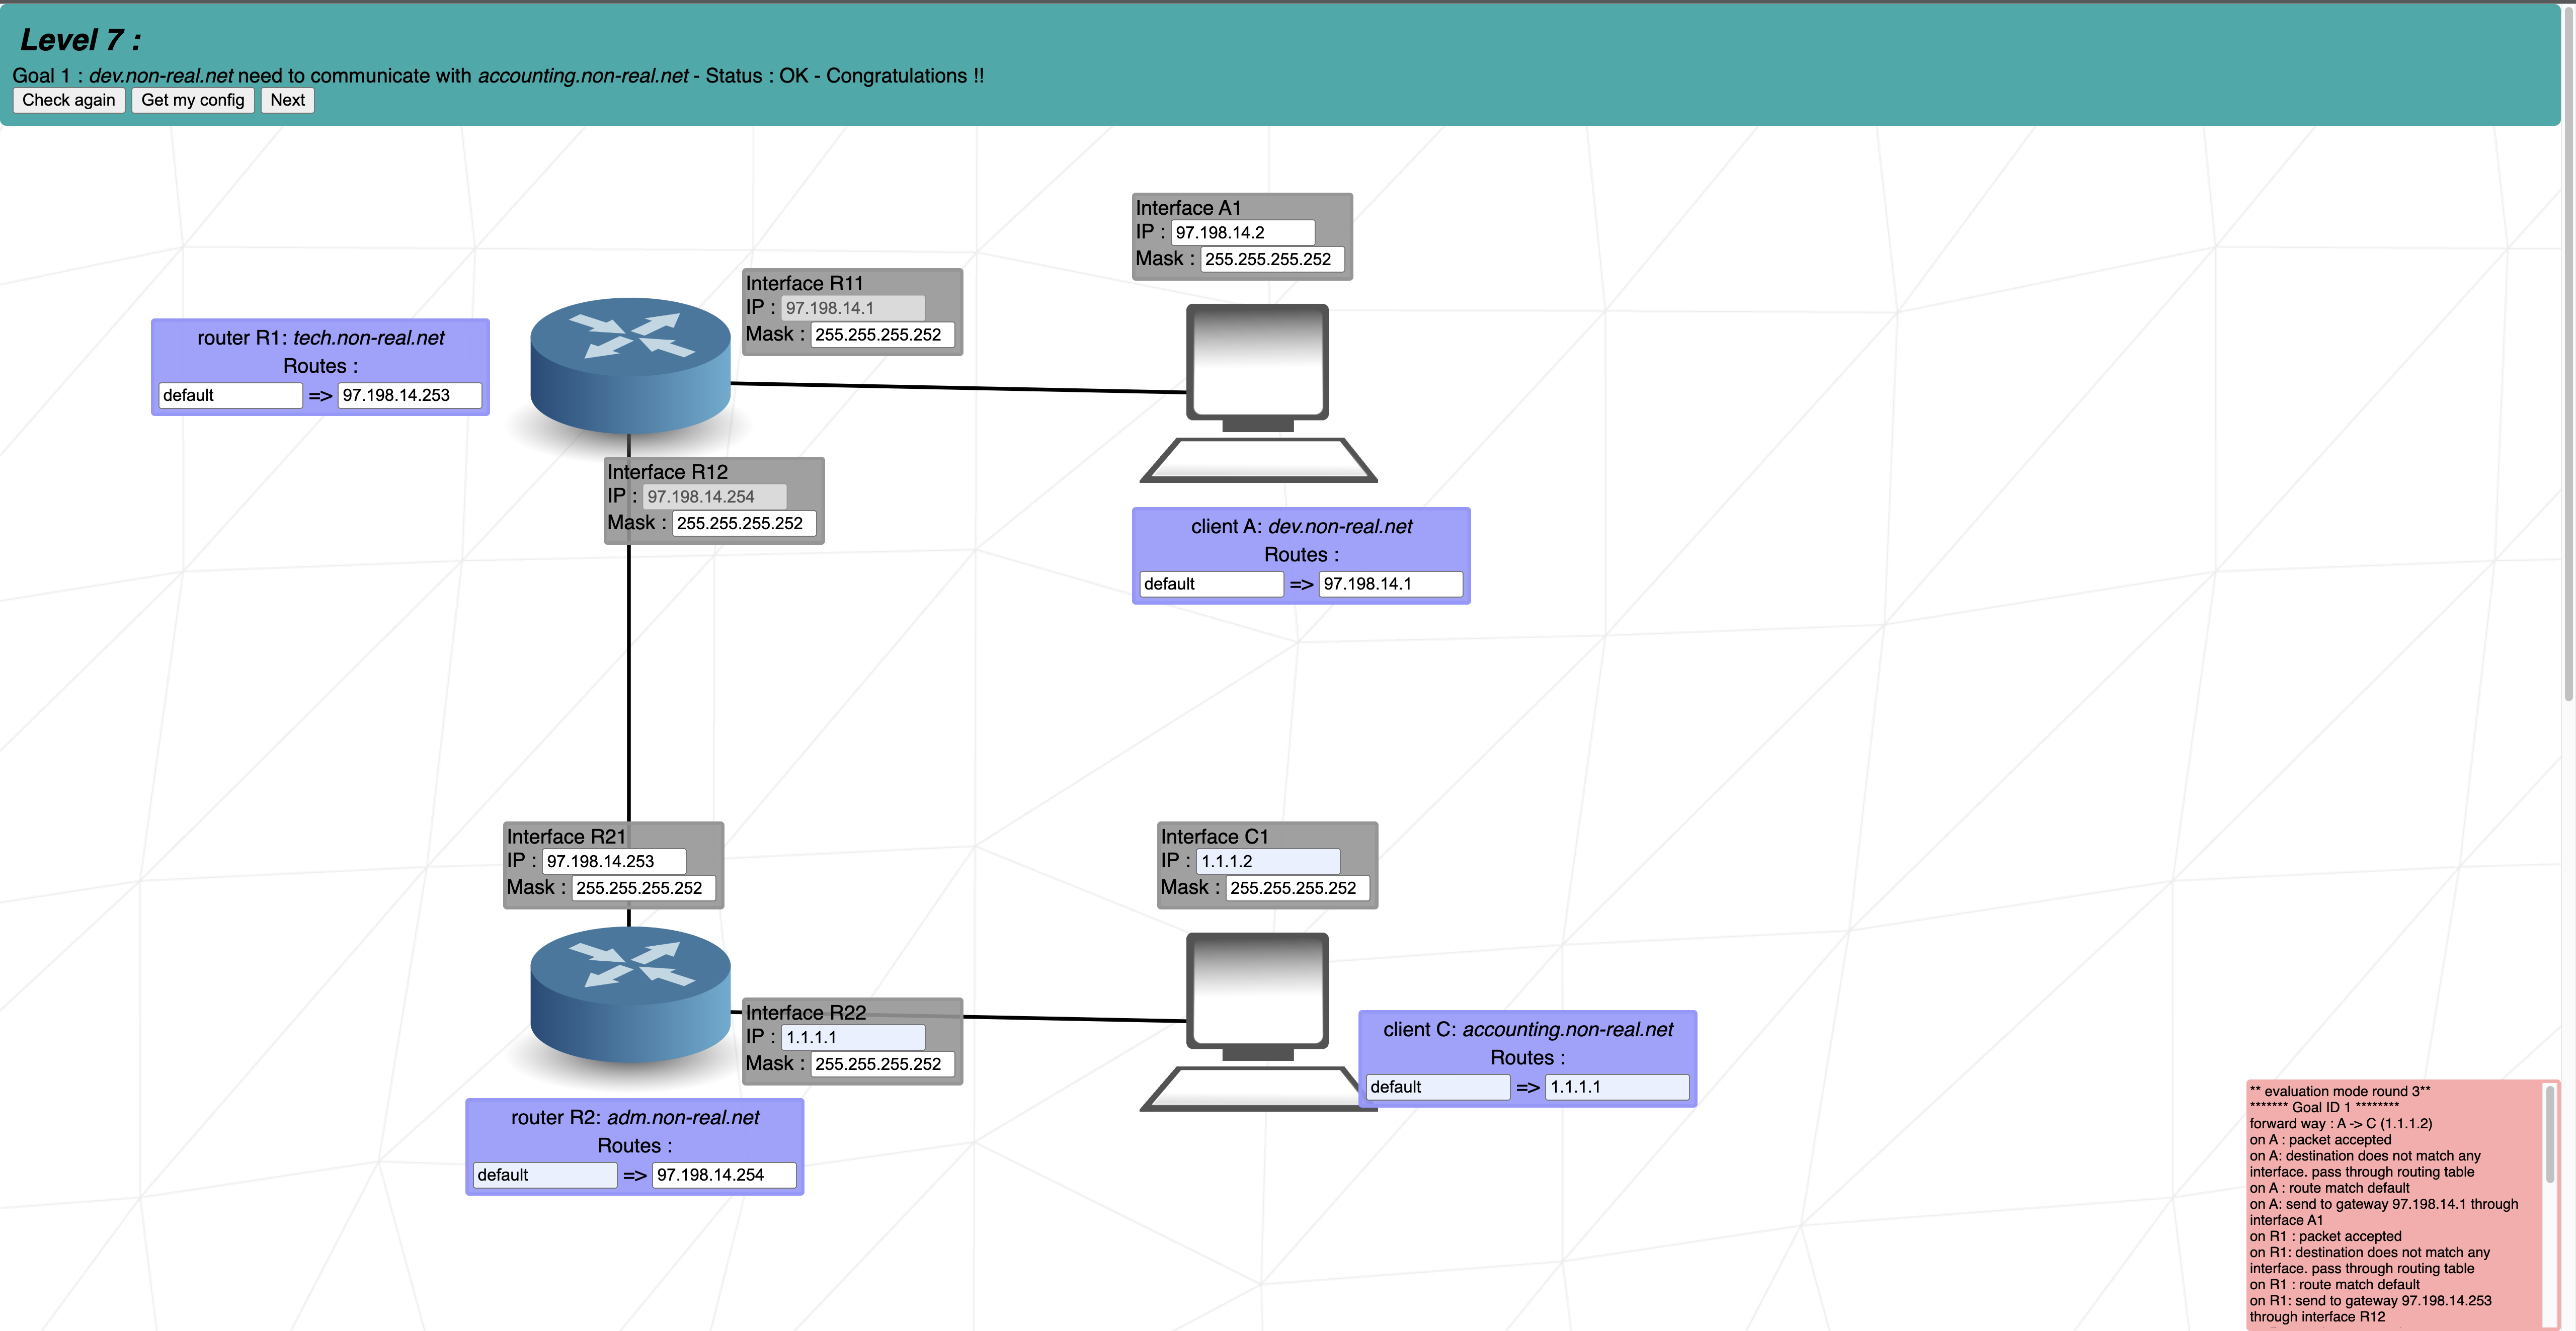 Level 7 :
Goal 1 : dev.non-real.net need to communicate with accounting.non-real.net - Status : OK - Congratulations !!
Check again Get my config Next
Interface A1
IP : 97.198.14.2
Mask : 255.255.255.252
Interface R11
IP : 97.198.14.1
Mask : 255.255.255.252
router R1: tech.non-real.net
Routes :
default => 97.198.14.253
Interface R12
IP : 97.198.14.254
Mask : 255.255.255.252
client A: dev.non-real.net
Routes :
default => 97.198.14.1
Interface R21
IP : 97.198.14.253
Mask : 255.255.255.252
Interface C1
IP : 1.1.1.2
Mask : 255.255.255.252
Interface R22
IP : 1.1.1.1
Mask : 255.255.255.252
client C: accounting.non-real.net
Routes :
default => 1.1.1.1
router R2: adm.non-real.net
Routes :
default => 97.198.14.254
** evaluation mode round 3**
******* Goal ID 1 ********
forward way : A -> C (1.1.1.2)
on A : packet accepted
on A: destination does not match any
interface. pass through routing table
on A : route match default
on A: send to gateway 97.198.14.1 through
interface A1
on R1 : packet accepted
on R1: destination does not match any
interface. pass through routing table
on R1 : route match default
on R1: send to gateway 97.198.14.253
through interface R12